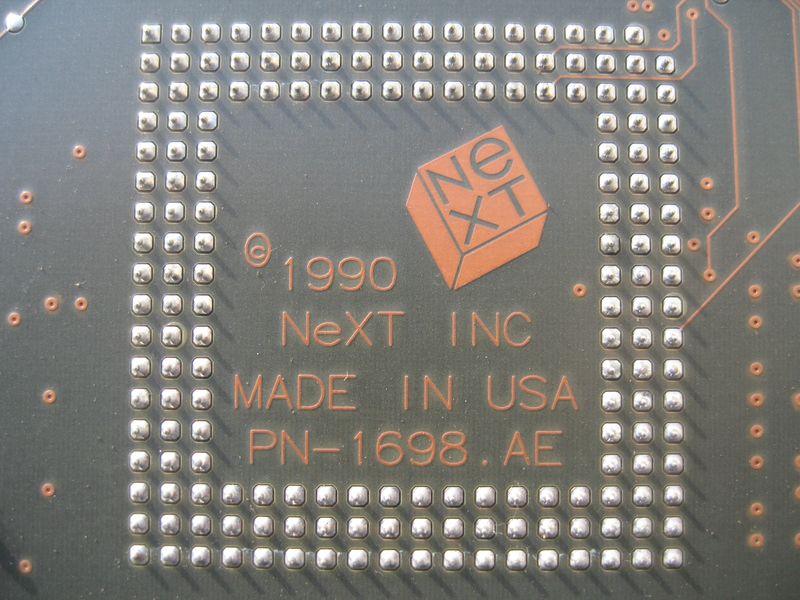 NeXT
© 1990
NeXT INC
MADE IN USA
PN-1698.AE